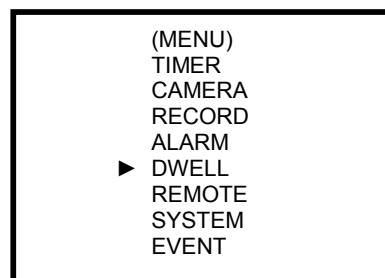 (MENU)
TIMER
CAMERA
RECORD
ALARM
► DWELL
REMOTE
SYSTEM
EVENT